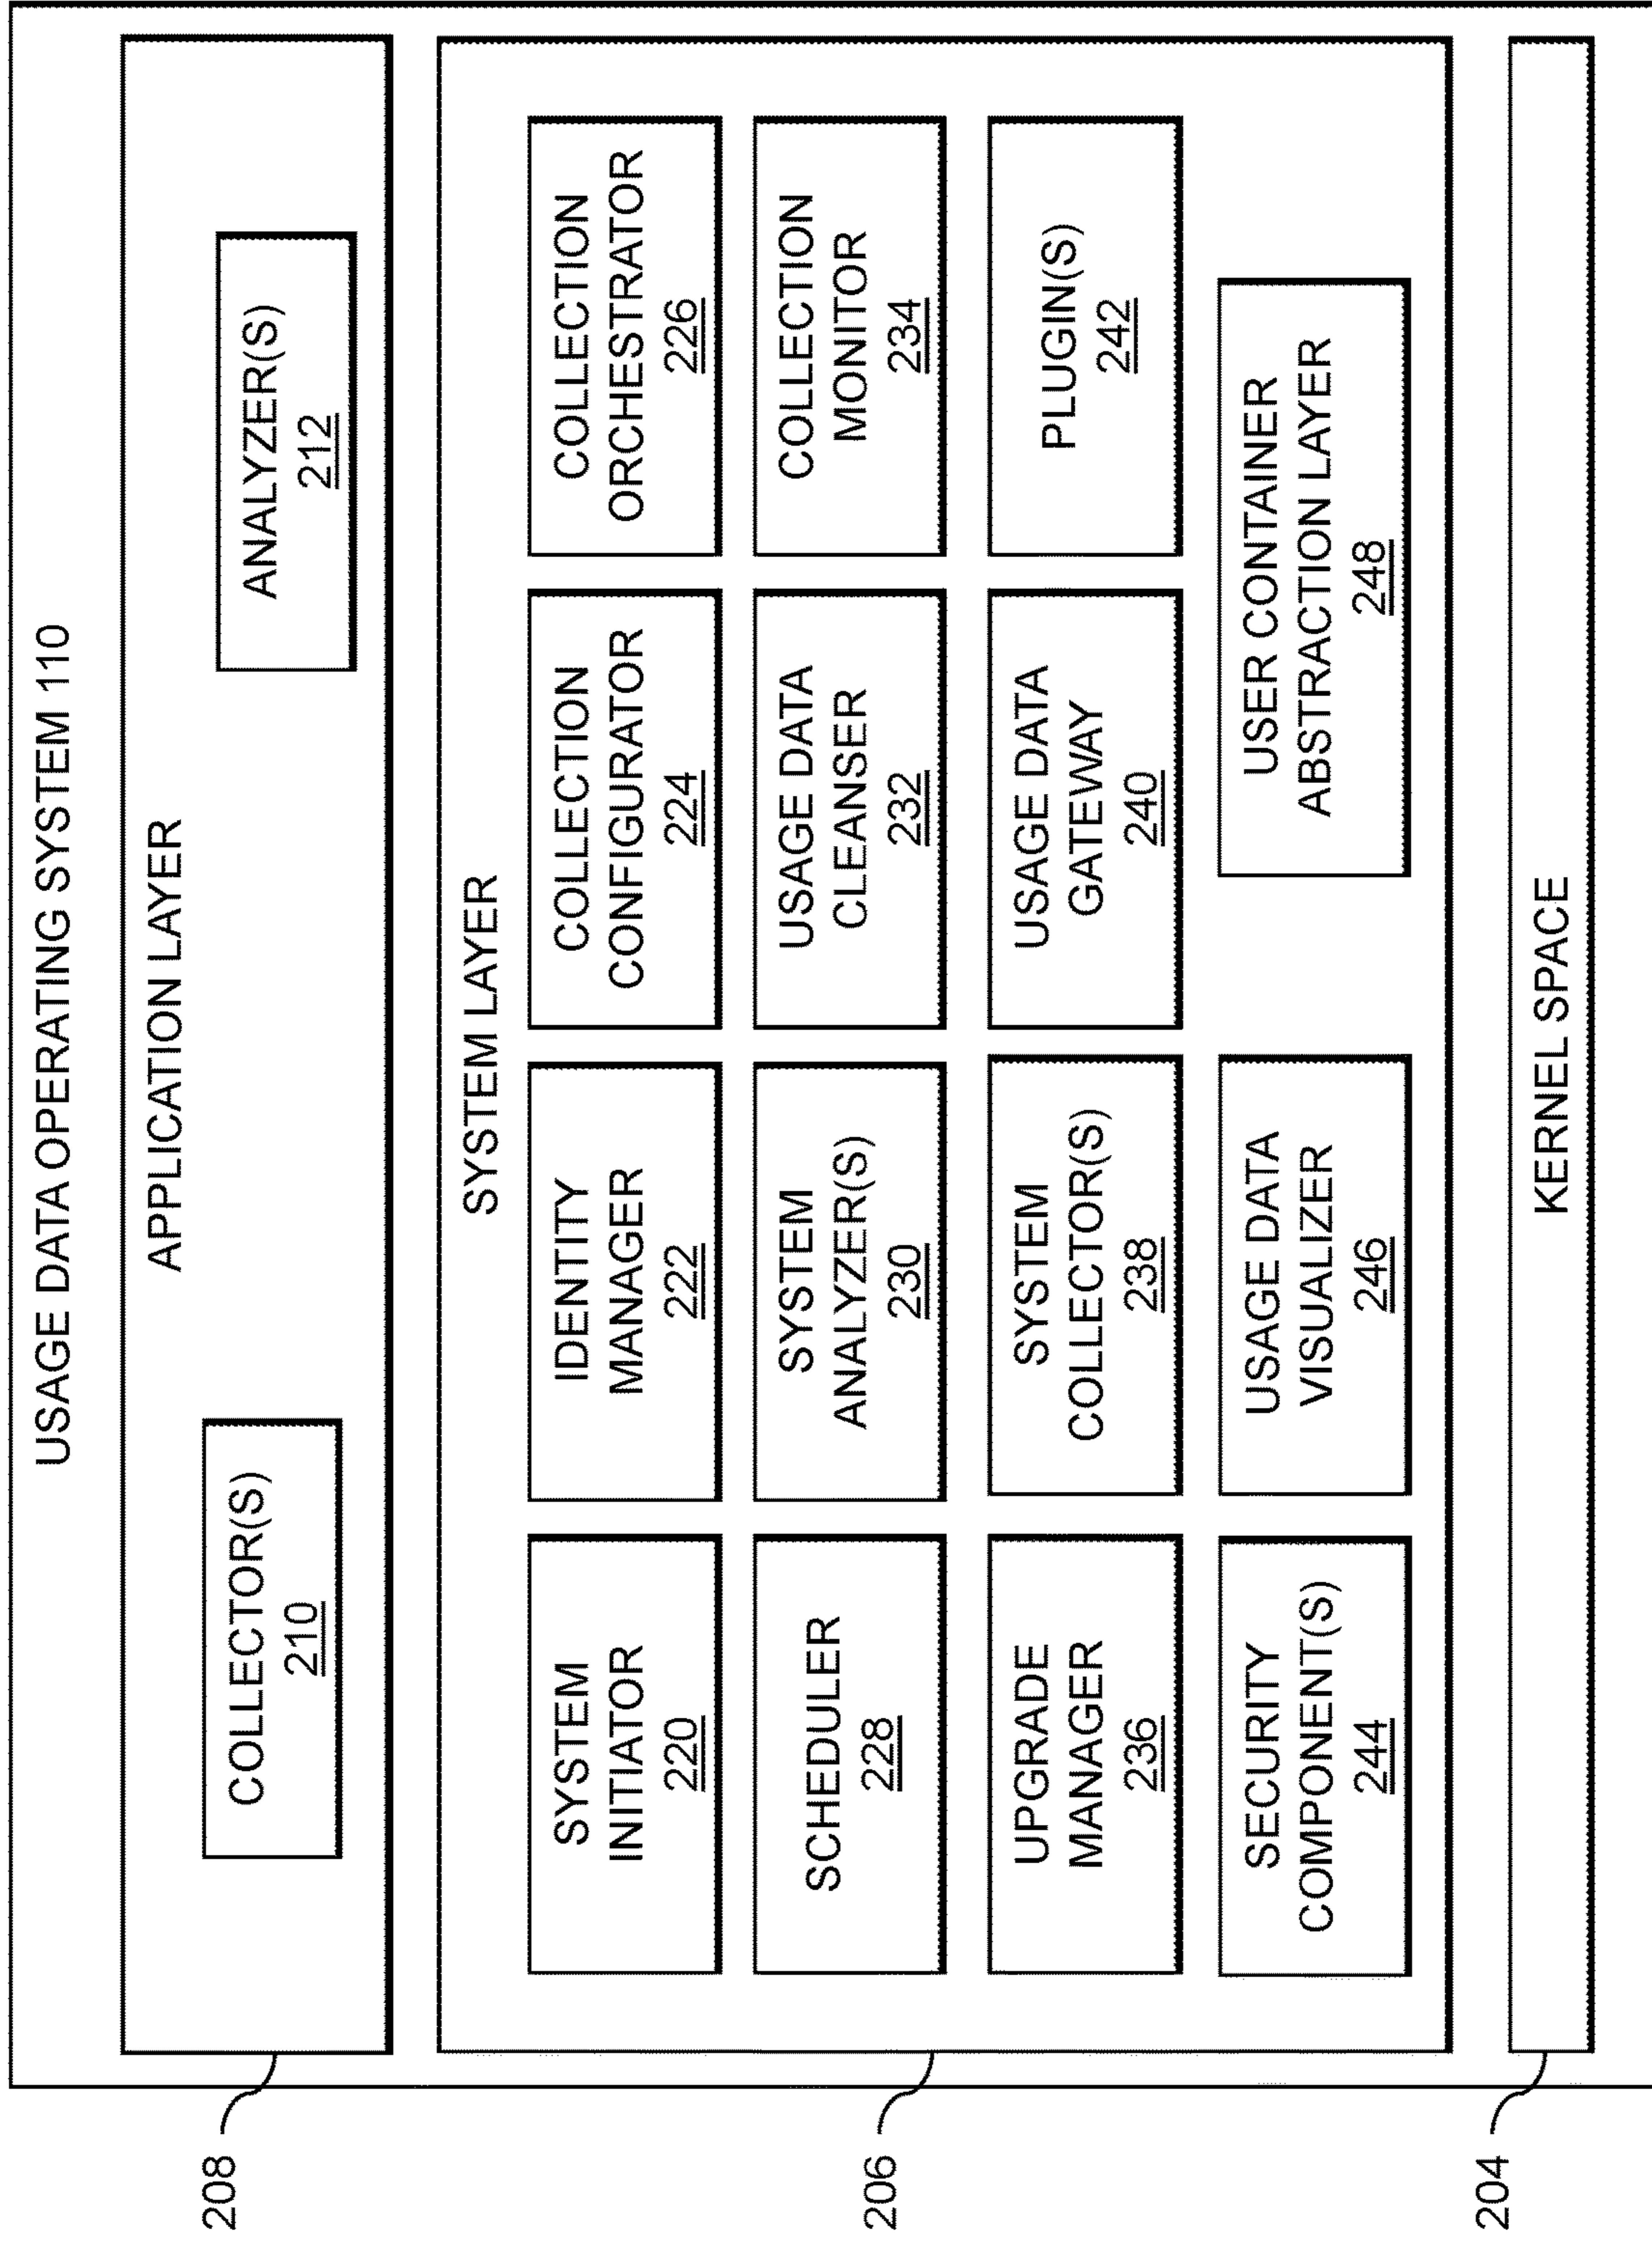 USAGE DATA OPERATING SYSTEM 110
208
APPLICATION LAYER
COLLECTOR(S)
210
ANALYZER(S)
212
206
SYSTEM LAYER
SYSTEM
INITIATOR
220
IDENTITY
MANAGER
222
COLLECTION
CONFIGURATOR
224
COLLECTION
ORCHESTRATOR
226
SCHEDULER
228
SYSTEM
ANALYZER(S)
230
USAGE DATA
CLEANSER
232
COLLECTION
MONITOR
234
UPGRADE
MANAGER
236
SYSTEM
COLLECTOR(S)
238
USAGE DATA
GATEWAY
240
PLUGIN(S)
242
SECURITY
COMPONENT(S)
244
USAGE DATA
VISUALIZER
246
USER CONTAINER
ABSTRACTION LAYER
248
204
KERNEL SPACE